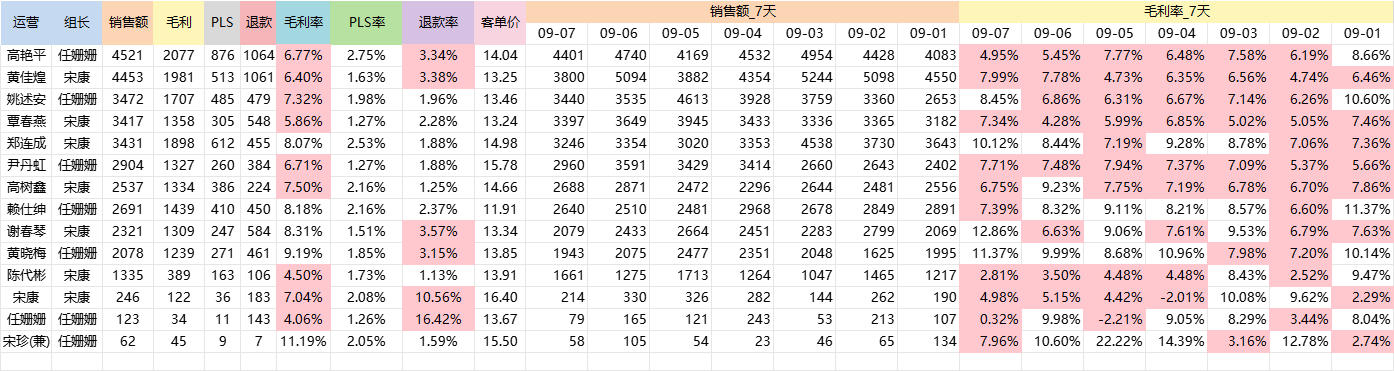 运营 组长 销售额 毛利 PLS 退款 毛利率 PLS率 退款率 客单价 销售额_7天 毛利率_7天
09-07 09-06 09-05 09-04 09-03 09-02 09-01 09-07 09-06 09-05 09-04 09-03 09-02 09-01
高艳平 任姗姗 4521 2077 876 1064 6.77% 2.75% 3.34% 14.04 4401 4740 4169 4532 4954 4428 4083 4.95% 5.45% 7.77% 6.48% 7.58% 6.19% 8.66%
黄佳煌 宋康 4453 1981 513 1061 6.40% 1.63% 3.38% 13.25 3800 5094 3882 4354 5244 5098 4550 7.99% 7.78% 4.73% 6.35% 6.56% 4.74% 6.46%
姚述安 任姗姗 3472 1707 485 479 7.32% 1.98% 1.96% 13.46 3440 3535 4613 3928 3759 3360 2653 8.45% 6.86% 6.31% 6.67% 7.14% 6.26% 10.60%
覃春燕 宋康 3417 1358 305 548 5.86% 1.27% 2.28% 13.24 3397 3649 3945 3433 3336 3365 3182 7.34% 4.28% 5.99% 6.85% 5.02% 5.05% 7.46%
郑连成 宋康 3431 1898 612 455 8.07% 2.53% 1.88% 14.98 3246 3354 3020 3353 4538 3730 3643 10.12% 8.44% 7.19% 9.28% 8.78% 7.06% 7.36%
尹丹虹 任姗姗 2904 1327 260 384 6.71% 1.27% 1.88% 15.78 2960 3591 3429 3414 2660 2643 2402 7.71% 7.48% 7.94% 7.37% 7.09% 5.37% 5.66%
高树鑫 宋康 2537 1334 386 224 7.50% 2.16% 1.25% 14.66 2688 2871 2472 2296 2644 2481 2556 6.75% 9.23% 7.75% 7.19% 6.78% 6.70% 7.86%
赖仕绅 任姗姗 2691 1439 410 450 8.18% 2.16% 2.37% 11.91 2640 2510 2481 2968 2678 2849 2891 7.39% 8.32% 9.11% 8.21% 8.57% 6.60% 11.37%
谢春琴 宋康 2321 1309 247 584 8.31% 1.51% 3.57% 13.34 2079 2433 2664 2451 2283 2799 2069 12.86% 6.63% 9.06% 7.61% 9.53% 6.79% 7.63%
黄晓梅 任姗姗 2078 1239 271 461 9.19% 1.85% 3.15% 13.85 1943 2075 2477 2351 2048 1625 1995 11.37% 9.99% 8.68% 10.96% 7.98% 7.20% 10.14%
陈代彬 宋康 1335 389 163 106 4.50% 1.73% 1.13% 13.91 1661 1275 1713 1264 1047 1465 1217 2.81% 3.50% 4.48% 4.48% 8.43% 2.52% 9.47%
宋康 宋康 246 122 36 183 7.04% 2.08% 10.56% 16.40 214 330 326 282 144 262 190 4.98% 5.15% 4.42% -2.01% 10.08% 9.62% 2.29%
任姗姗 任姗姗 123 34 11 143 4.06% 1.26% 16.42% 13.67 79 165 121 243 53 213 107 0.32% 9.98% -2.21% 9.05% 8.29% 3.44% 8.04%
宋珍(兼) 任姗姗 62 45 9 7 11.19% 2.05% 1.59% 15.50 58 105 54 23 46 65 134 7.96% 10.60% 22.22% 14.39% 3.16% 12.78% 2.74%